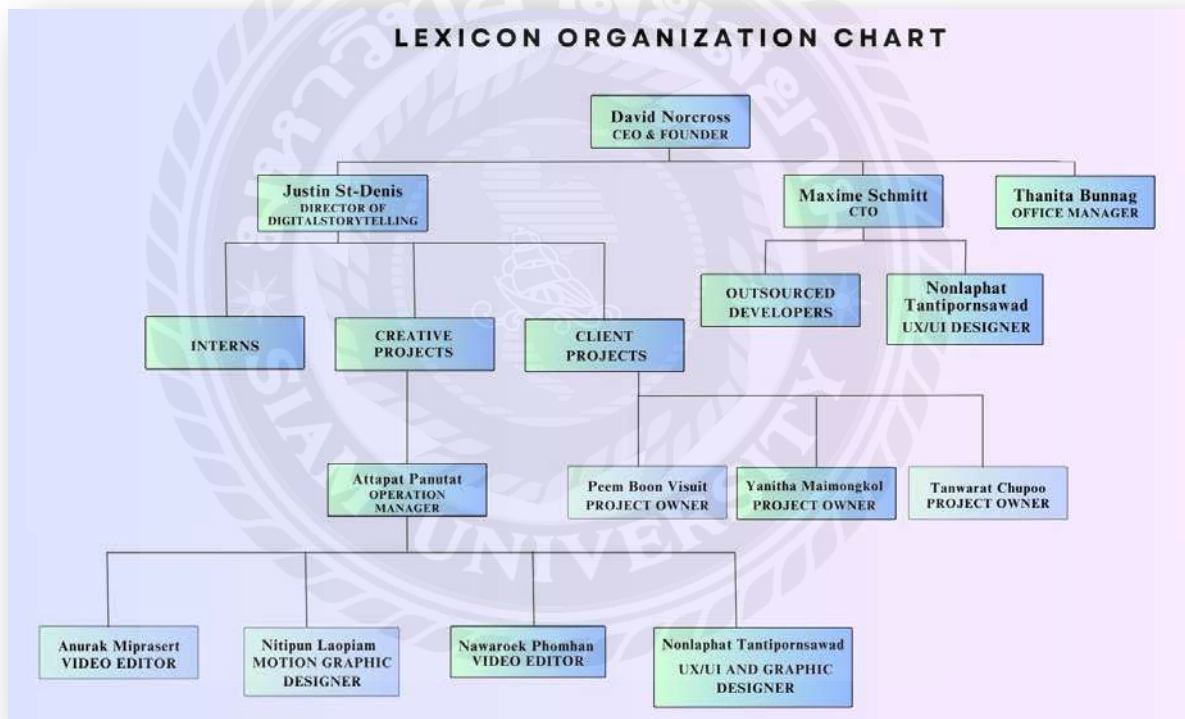 LEXICON ORGANIZATION CHART
David Norcross
CEO & FOUNDER
Justin St-Denis
DIRECTOR OF
DIGITALSTORYTELLING
Maxime Schmitt
CTO
Thanita Bunnag
OFFICE MANAGER
OUTSOURCED
DEVELOPERS
Nonlaphat
Tantipornsawad
UX/UI DESIGNER
INTERNS
CREATIVE
PROJECTS
CLIENT
PROJECTS
Attapat Panutat
OPERATION
MANAGER
Peem Boon Visuit
PROJECT OWNER
Yanitha Maimongkol
PROJECT OWNER
Tanwarat Chupoo
PROJECT OWNER
Anurak Miprasert
VIDEO EDITOR
Nitipun Laopiam
MOTION GRAPHIC
DESIGNER
Nawaroek Phomhan
VIDEO EDITOR
Nonlaphat Tantipornsawad
UX/UI AND GRAPHIC
DESIGNER
SIAM UNIVERSITY